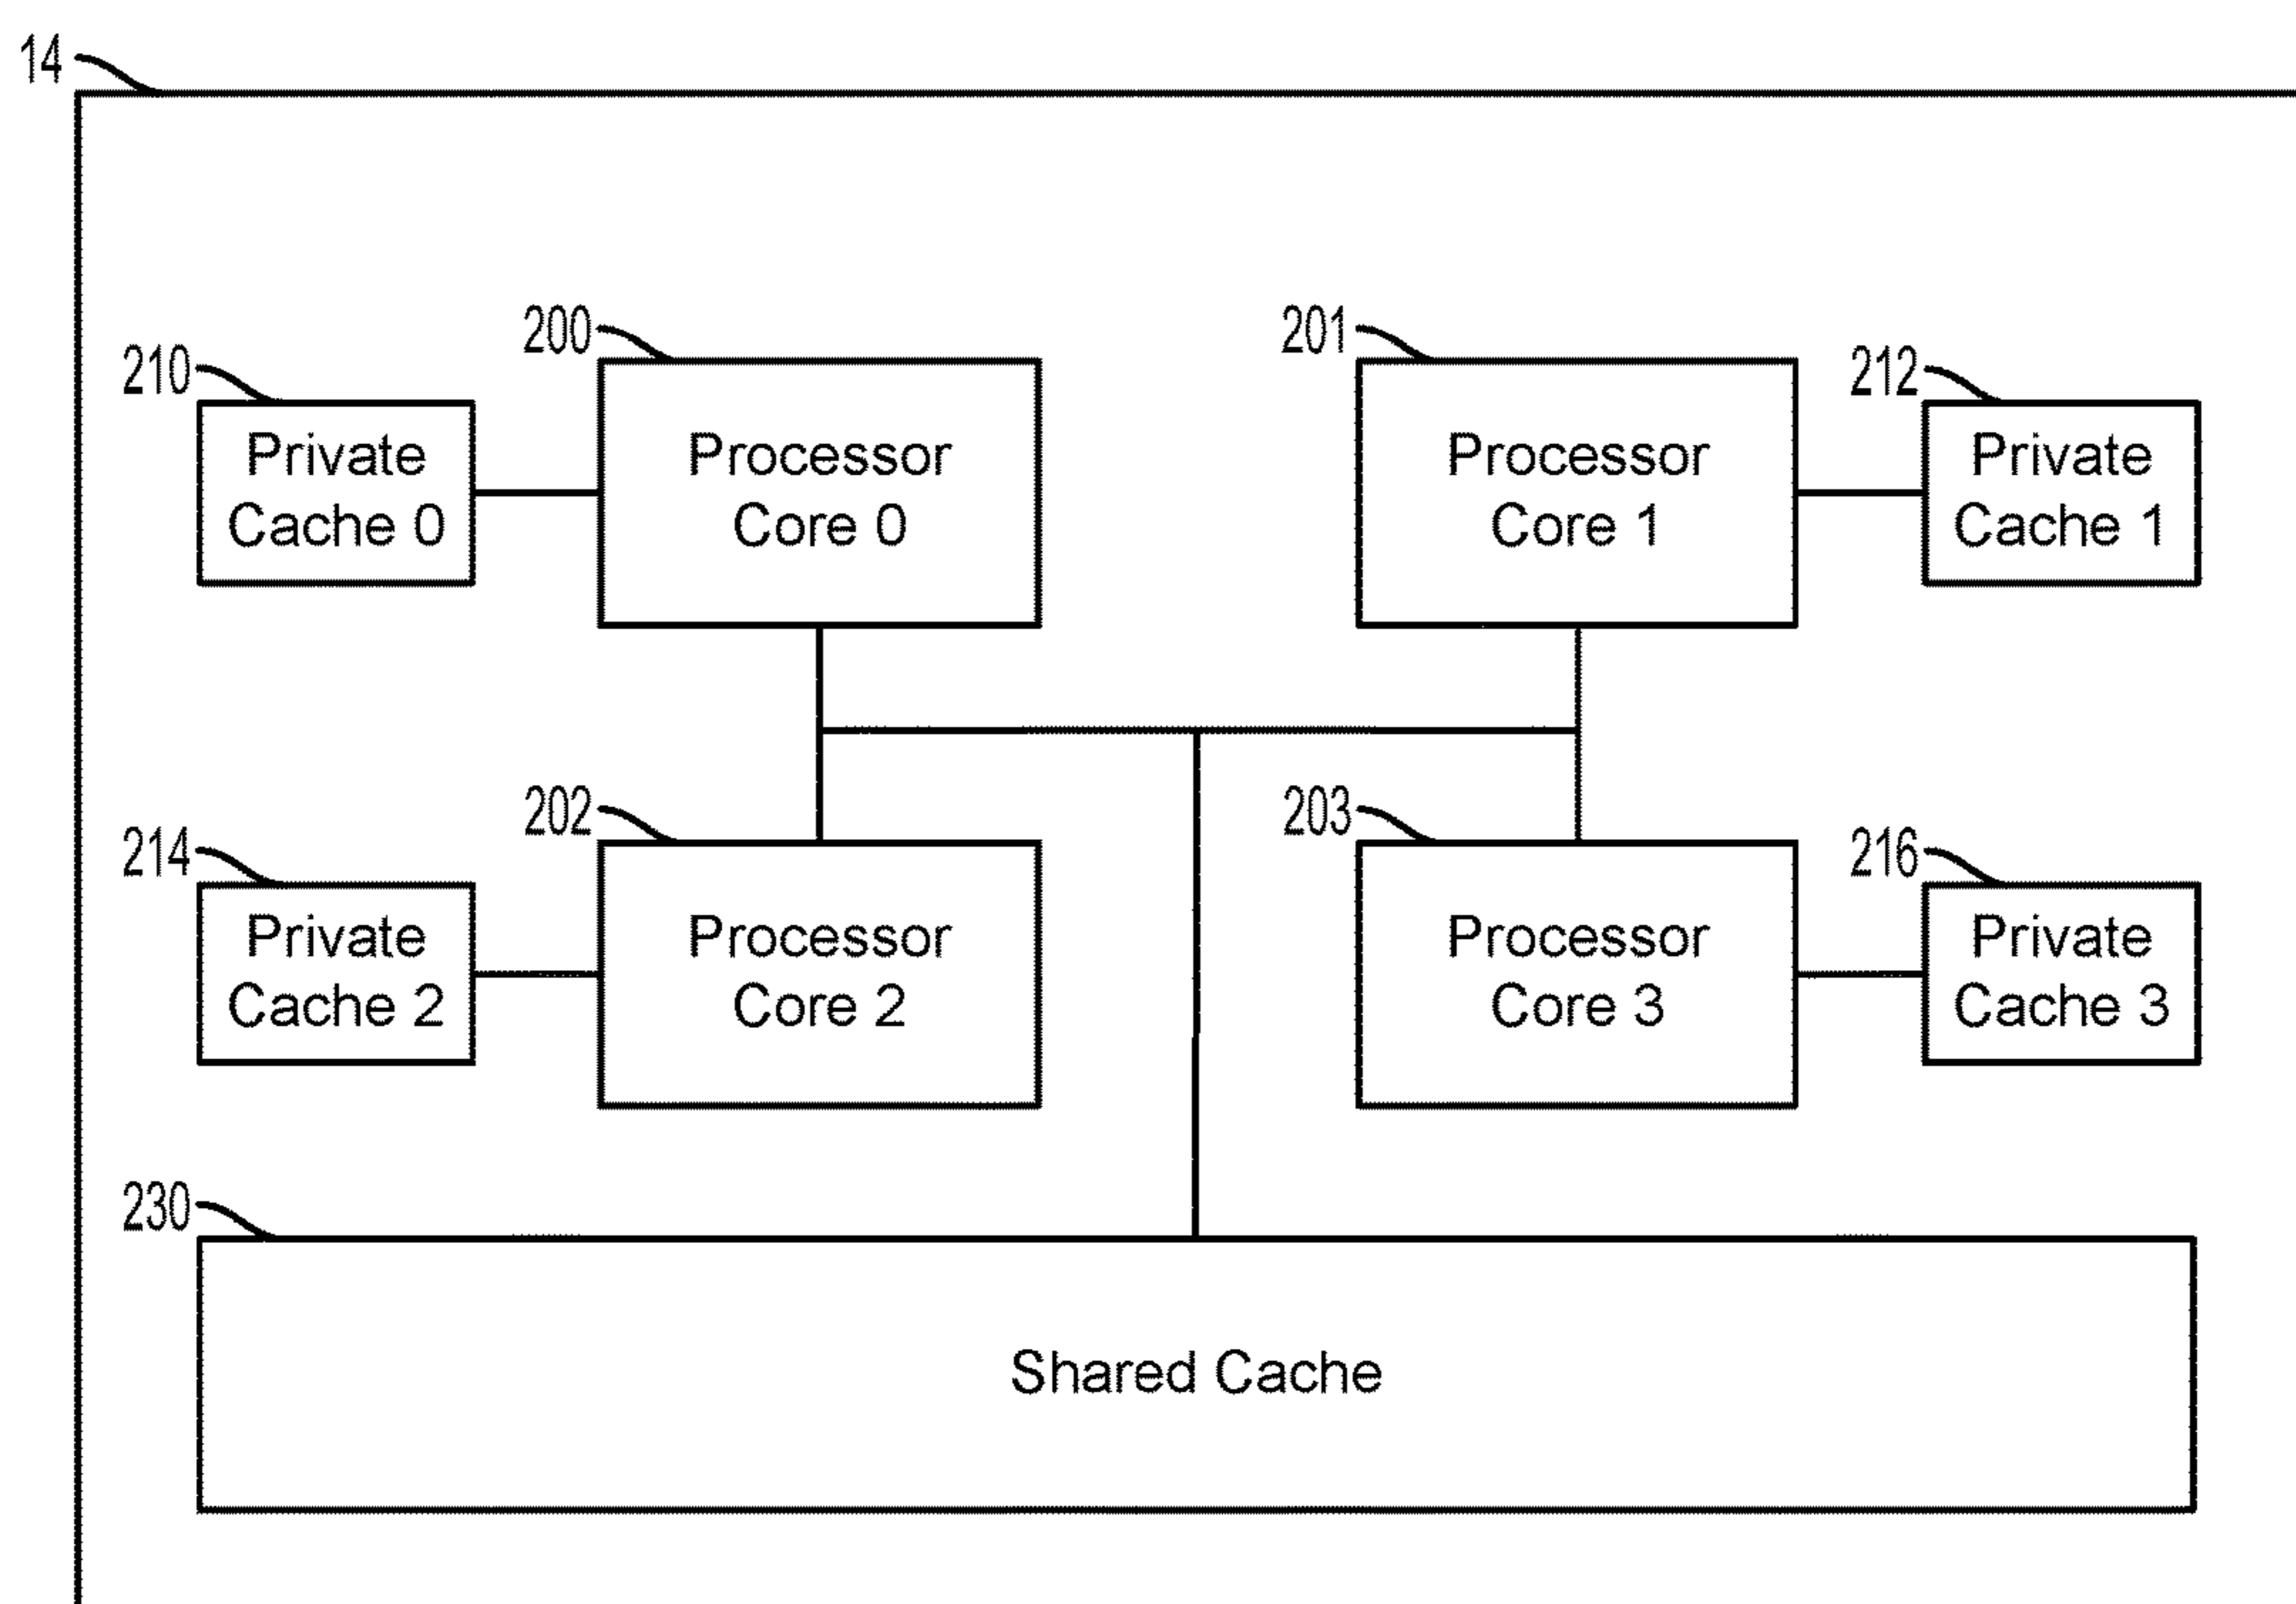 14
200
201
210
212
Private
Cache 0
Processor
Core 0
Processor
Core 1
Private
Cache 1
202
203
214
216
Private
Cache 2
Processor
Core 2
Processor
Core 3
Private
Cache 3
230
Shared Cache